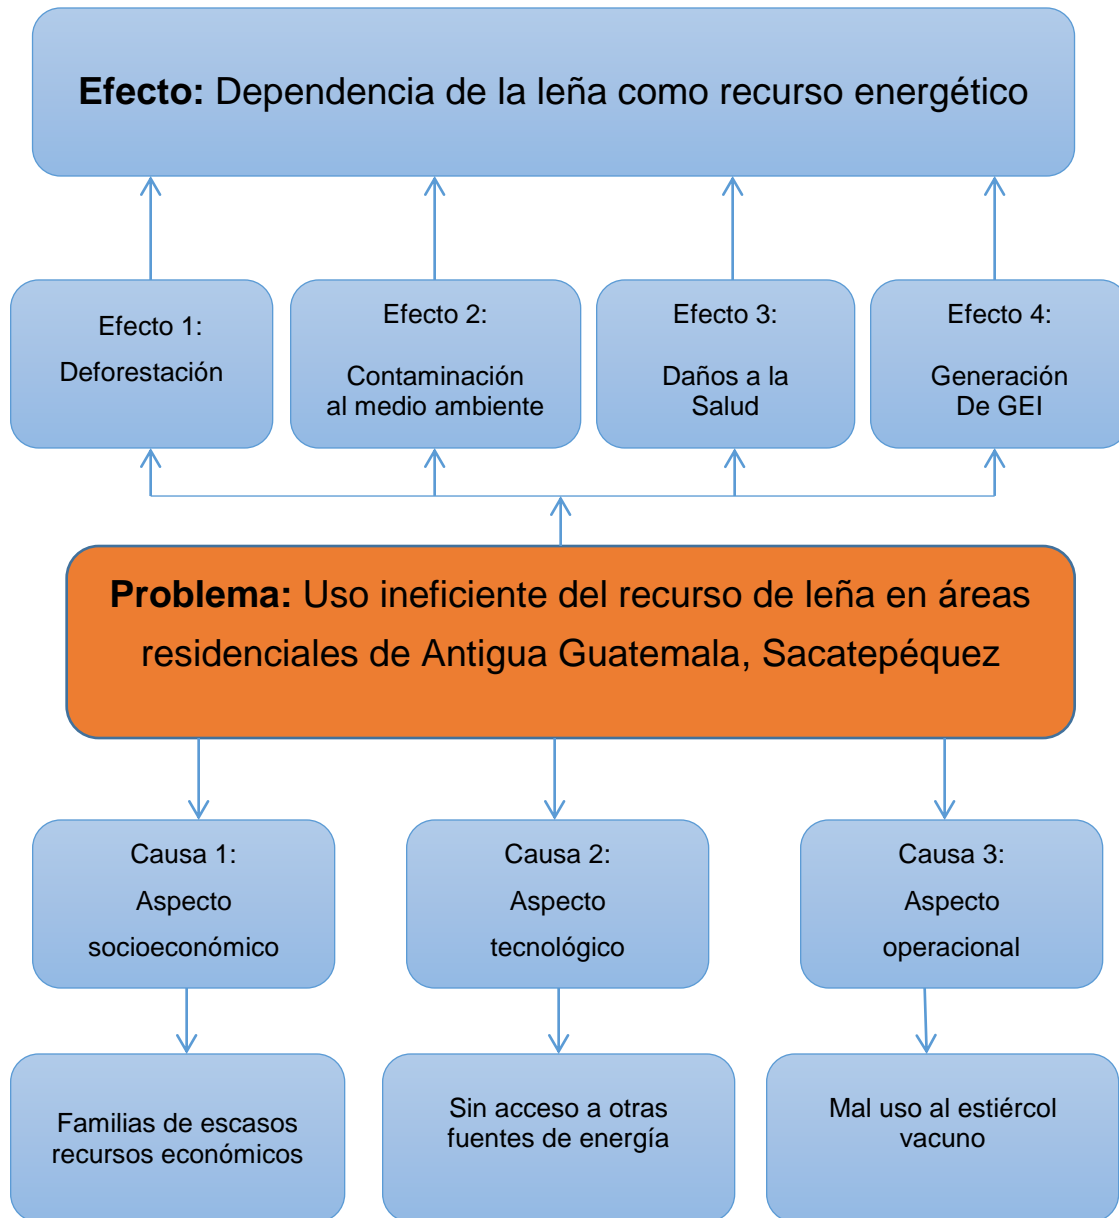 Efecto: Dependencia de la leña como recurso energético
Efecto 1:
Deforestación
Efecto 2:
Contaminación
al medio ambiente
Efecto 3:
Daños a la
Salud
Efecto 4:
Generación
De GEI
Problema: Uso ineficiente del recurso de leña en áreas
residenciales de Antigua Guatemala, Sacatepéquez
Causa 1:
Aspecto
socioeconómico
Causa 2:
Aspecto
tecnológico
Causa 3:
Aspecto
operacional
Familias de escasos
recursos económicos
Sin acceso a otras
fuentes de energía
Mal uso al estiércol
vacuno